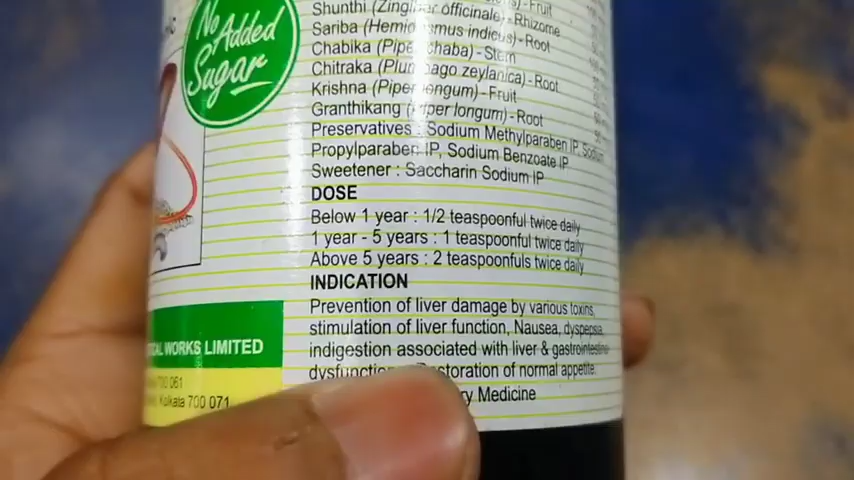 No
Added
Sugar
- Fruit
Shunthi (Zingiber officinale) - Rhizome
Sariba (Hemidesmus indicus) - Root
Chabika (Piper chaba) - Stem
Chitraka (Plumbago zeylanica) - Root
Krishna (Piper longum) - Fruit
Granthikang (Piper longum) - Root
Preservatives : Sodium Methylparaben IP, Sodium
Propylparaben IP, Sodium Benzoate IP
Sweetener : Saccharin Sodium IP
DOSE
Below 1 year : 1/2 teaspoonful twice daily
1 year - 5 years : 1 teaspoonful twice daily
Above 5 years : 2 teaspoonfuls twice daily
INDICATION
Prevention of liver damage by various toxins,
stimulation of liver function, Nausea, dyspepsia,
indigestion associated with liver & gastrointestinal
of normal appetite.
Medicine
WORKS LIMITED
700 061
Kolkata 700 071